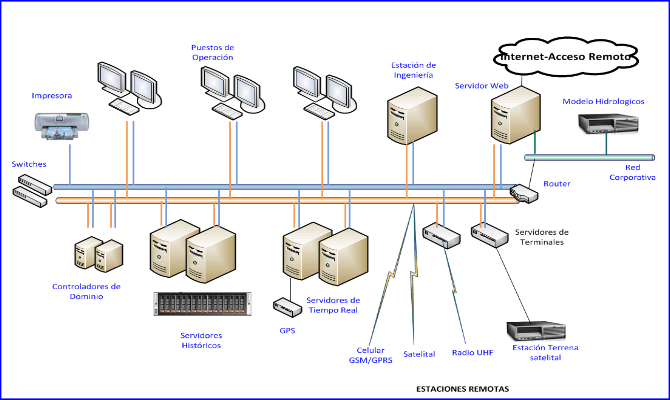 Puestos de
Operación
Internet-Acceso Remoto
Estación de
Ingeniería
Servidor Web
Impresora
Modelo Hidrologicos
Switches
Red
Corporativa
Router
Servidores de
Terminales
Controladores de
Dominio
Servidores de
Tiempo Real
GPS
Servidores
Históricos
Celular
GSM/GPRS
Satelital
Radio UHF
Estación Terrena
satelital
ESTACIONES REMOTAS